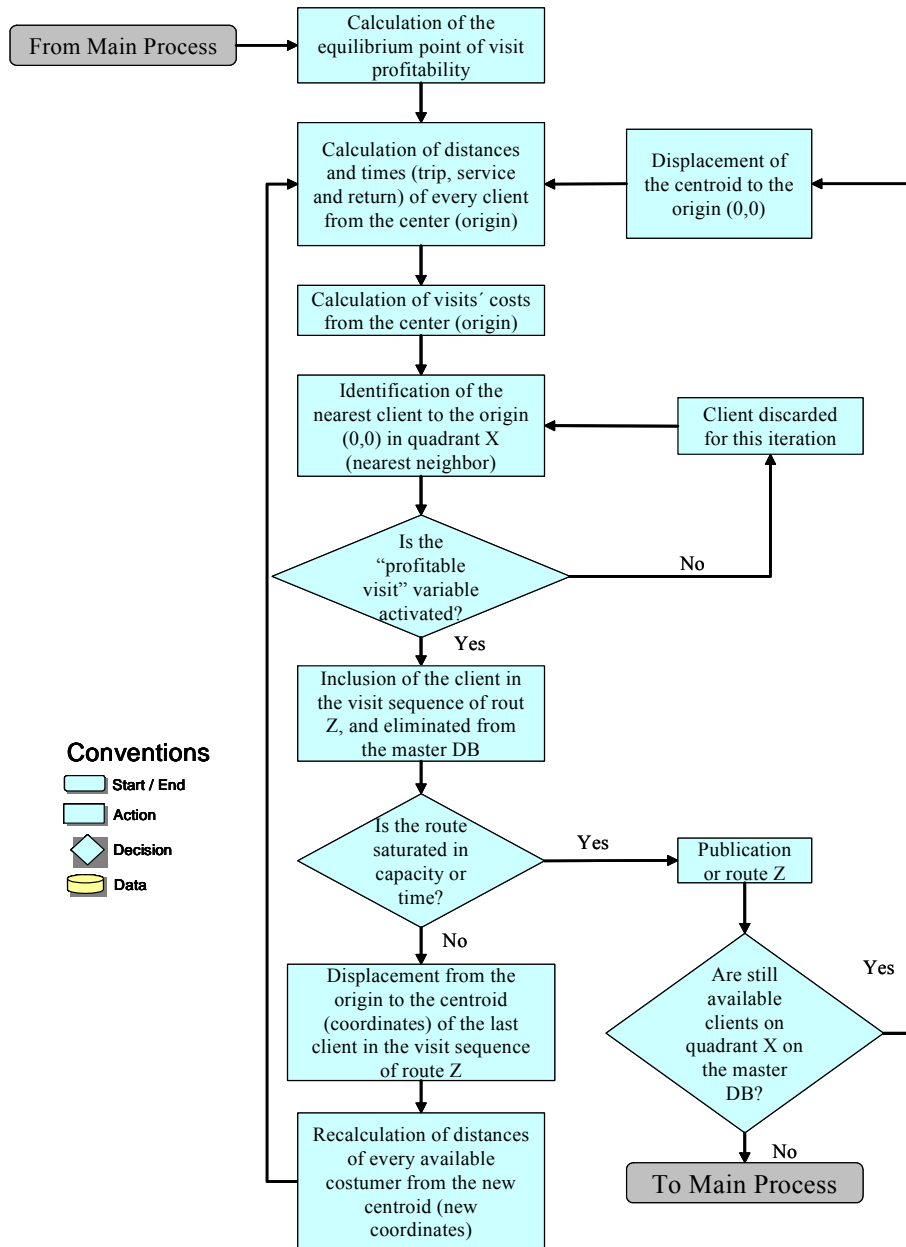 From Main Process
Calculation of the
equilibrium point of visit
profitability
Calculation of distances
and times (trip, service
and return) of every client
from the center (origin)
Displacement of
the centroid to the
origin (0,0)
Calculation of visits´ costs
from the center (origin)
Identification of the
nearest client to the origin
(0,0) in quadrant X
(nearest neighbor)
Client discarded
for this iteration
Is the
“profitable
visit” variable
activated?
No
Yes
Inclusion of the client in
the visit sequence of rout
Z, and eliminated from
the master DB
Conventions
Start / End
Action
Decision
Data
Is the route
saturated in
capacity or
time?
Yes
No
Publication
or route Z
Displacement from the
origin to the centroid
(coordinates) of the last
client in the visit sequence
of route Z
Are still
available
clients on
quadrant X on
the master
DB?
Yes
No
Recalculation of distances
of every available
costumer from the new
centroid (new
coordinates)
To Main Process